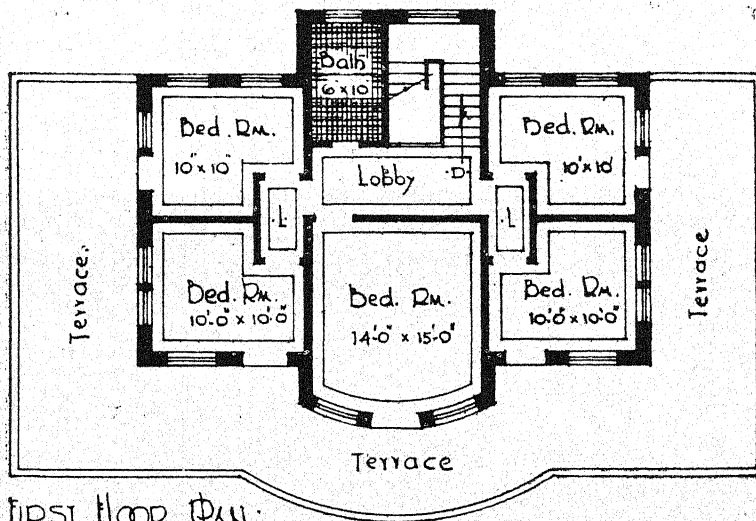 Bath
6' x 10'
Bed. Rm.
10" x 10"
Lobby
D
Bed. Rm.
10' x 10'
L
L
Terrace.
Bed. Rm.
10'-0" x 10'-0"
Bed. Rm.
14'-0" x 15'-0"
Bed. Rm.
10'-0" x 10'-0"
Terrace
Terrace
FIRST FLOOR PLAN.